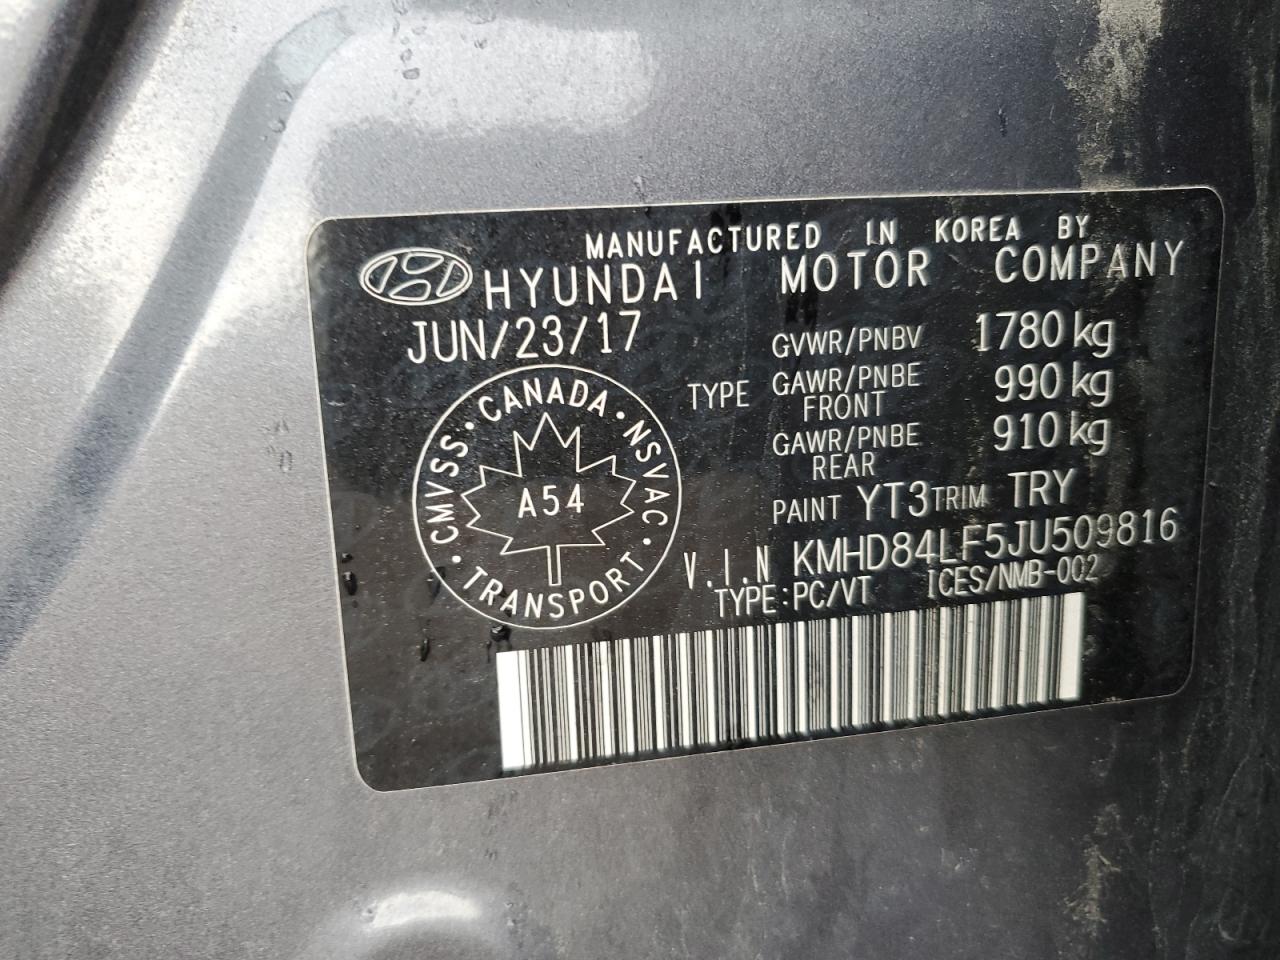 MANUFACTURED IN KOREA BY
HYUNDAI MOTOR COMPANY
JUN/23/17
GVWR/PNBV 1780 kg
TYPE GAWR/PNBE FRONT 990 kg
GAWR/PNBE REAR 910 kg
PAINT YT3 TRIM TRY
V.I.N KMHD84LF5JU509816
TYPE:PC/VT ICES/NMB-002
CMVSS · CANADA · NSVAC · TRANSPORT ·
A54